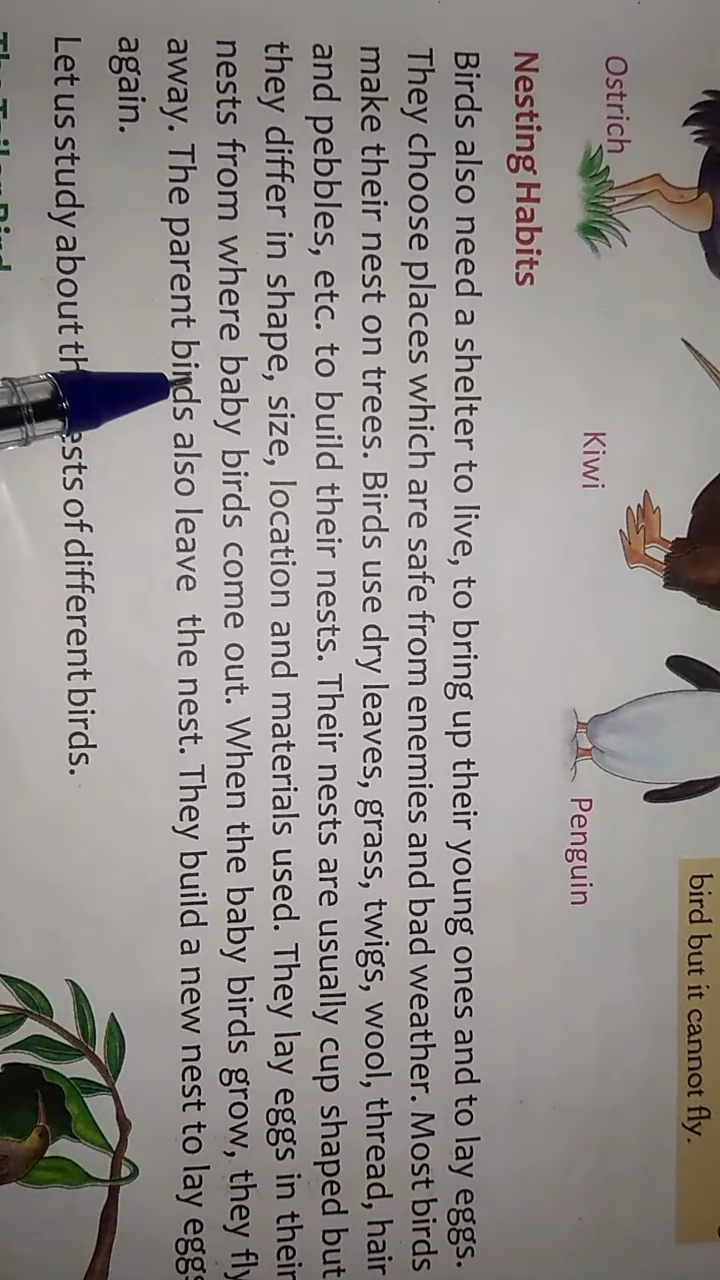 bird but it cannot fly.
Ostrich
Kiwi
Penguin
Nesting Habits
Birds also need a shelter to live, to bring up their young ones and to lay eggs.
They choose places which are safe from enemies and bad weather. Most birds
make their nest on trees. Birds use dry leaves, grass, twigs, wool, thread, hair
and pebbles, etc. to build their nests. Their nests are usually cup shaped but
they differ in shape, size, location and materials used. They lay eggs in their
nests from where baby birds come out. When the baby birds grow, they fly
away. The parent birds also leave the nest. They build a new nest to lay eggs
again.
Let us study about of different birds.